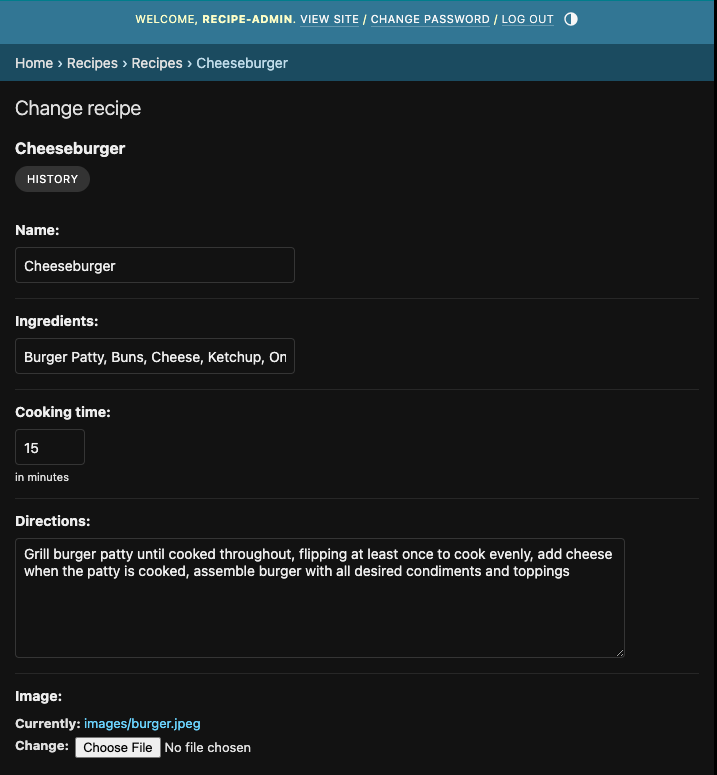 WELCOME, RECIPE-ADMIN. VIEW SITE / CHANGE PASSWORD / LOG OUT
Home › Recipes › Recipes › Cheeseburger
Change recipe
Cheeseburger
HISTORY
Name:
Cheeseburger
Ingredients:
Burger Patty, Buns, Cheese, Ketchup, On
Cooking time:
15
in minutes
Directions:
Grill burger patty until cooked throughout, flipping at least once to cook evenly, add cheese
when the patty is cooked, assemble burger with all desired condiments and toppings
Image:
Currently: images/burger.jpeg
Change: Choose File No file chosen